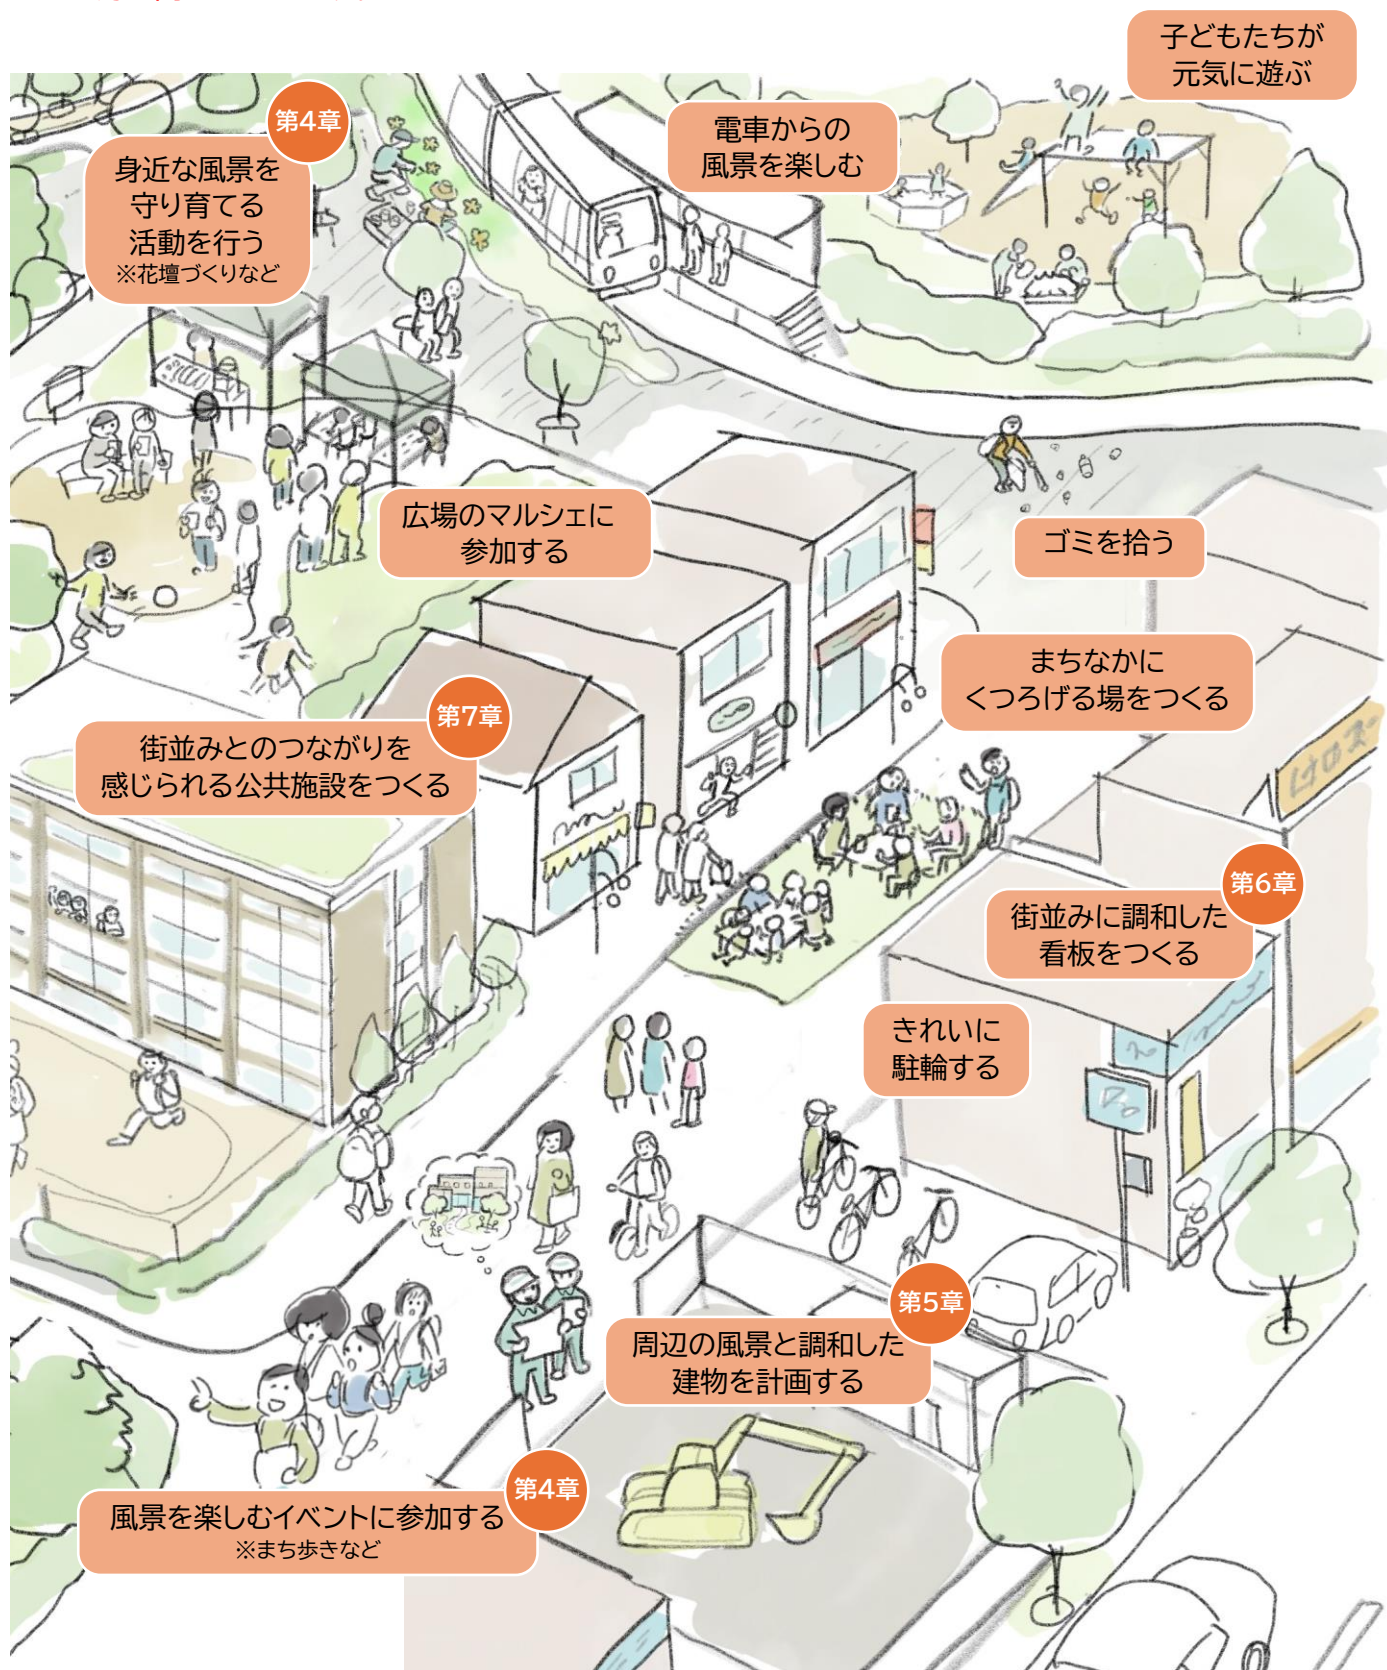 子どもたちが
元気に遊ぶ
第4章
身近な風景を
守り育てる
活動を行う
※花壇づくりなど
電車からの
風景を楽しむ
広場のマルシェに
参加する
ゴミを拾う
まちなかに
くつろげる場をつくる
第7章
街並みとのつながりを
感じられる公共施設をつくる
第6章
街並みに調和した
看板をつくる
きれいに
駐輪する
第5章
周辺の風景と調和した
建物を計画する
第4章
風景を楽しむイベントに参加する
※まち歩きなど